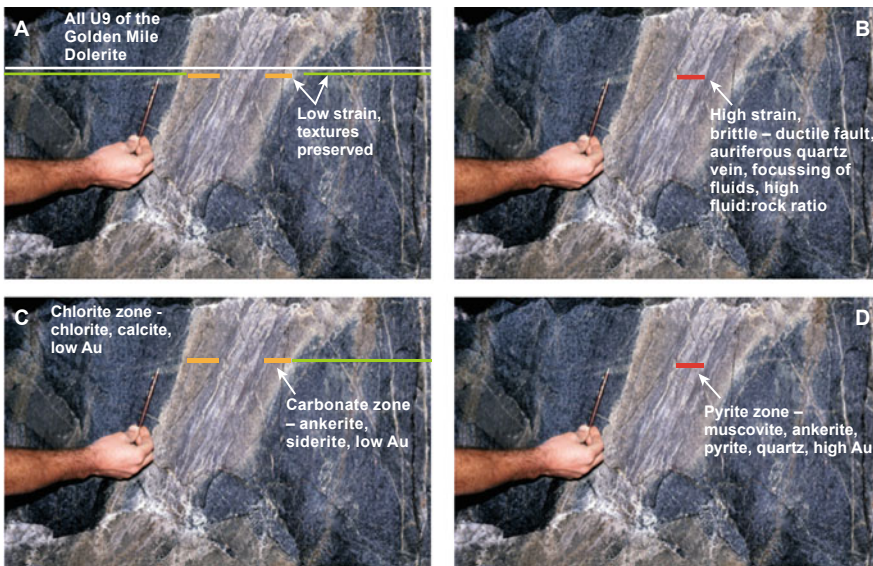 A
All U9 of the
Golden Mile
Dolerite
Low strain,
textures
preserved
B
High strain,
brittle – ductile fault,
auriferous quartz
vein, focussing of
fluids, high
fluid:rock ratio
C
Chlorite zone -
chlorite, calcite,
low Au
Carbonate zone
– ankerite,
siderite, low Au
D
Pyrite zone –
muscovite, ankerite,
pyrite, quartz, high Au